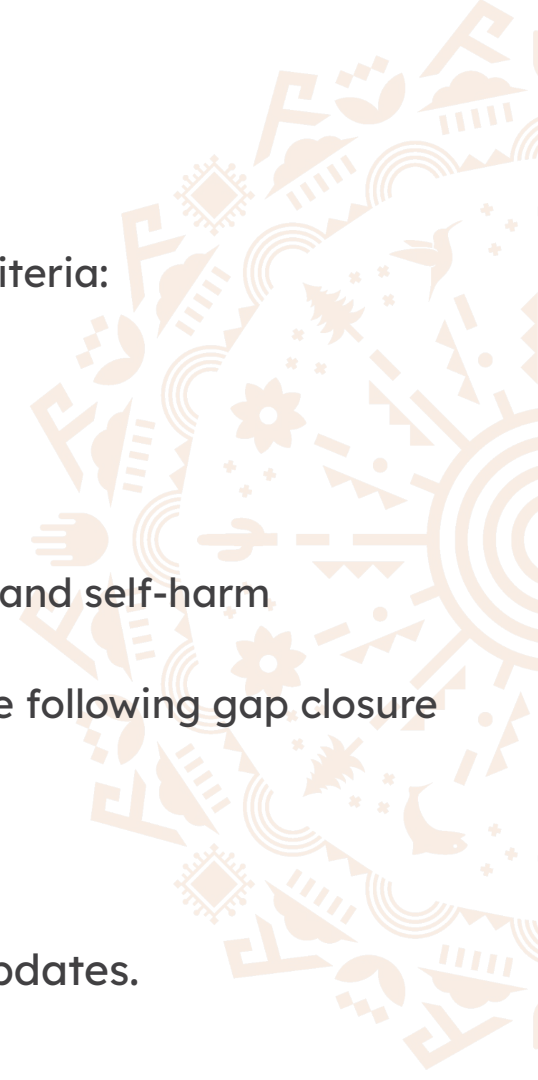 iteria:
and self-harm
e following gap closure
odates.